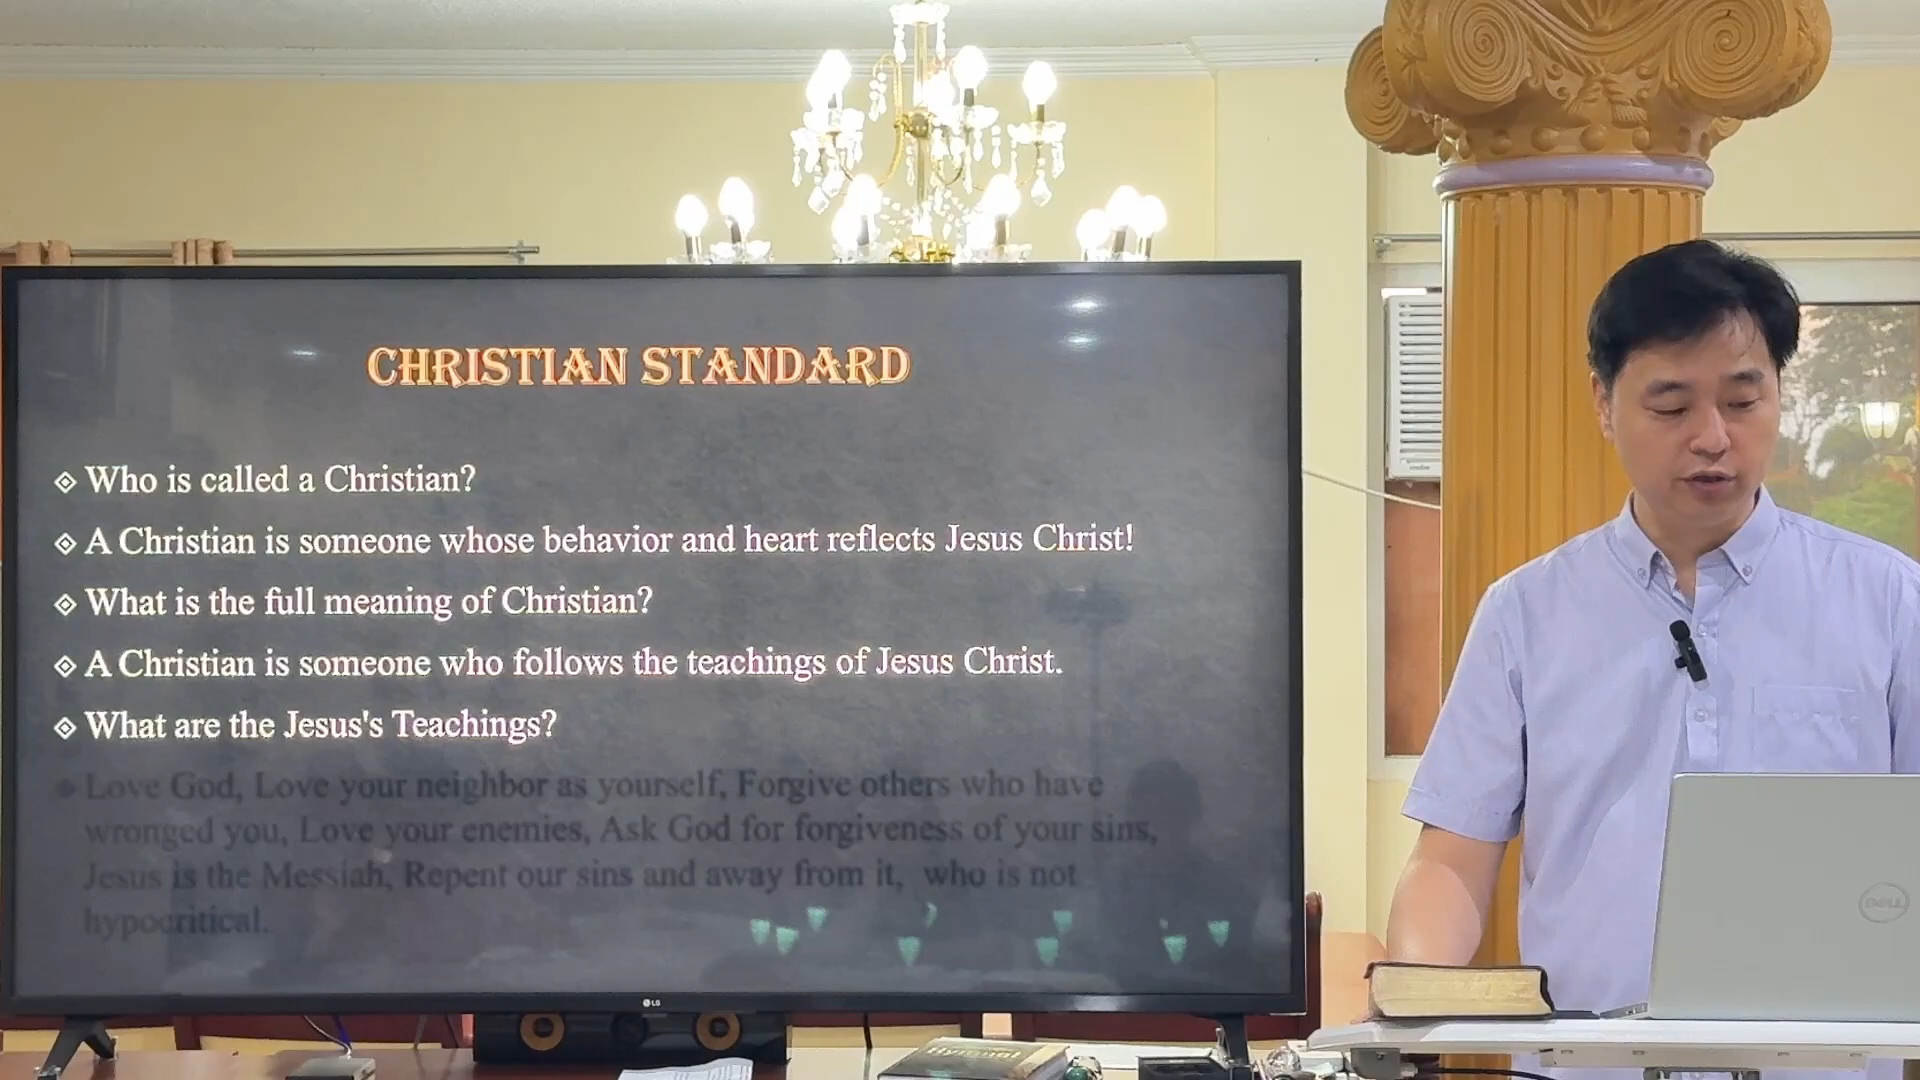 CHRISTIAN STANDARD
Who is called a Christian?
A Christian is someone whose behavior and heart reflects Jesus Christ!
What is the full meaning of Christian?
A Christian is someone who follows the teachings of Jesus Christ.
What are the Jesus's Teachings?
Love God, Love your neighbor as yourself, Forgive others who have
wronged you, Love your enemies, Ask God for forgiveness of your sins,
Jesus is the Messiah, Repent our sins and away from it, who is not
hypocritical.
LG
DELL
Hymnal